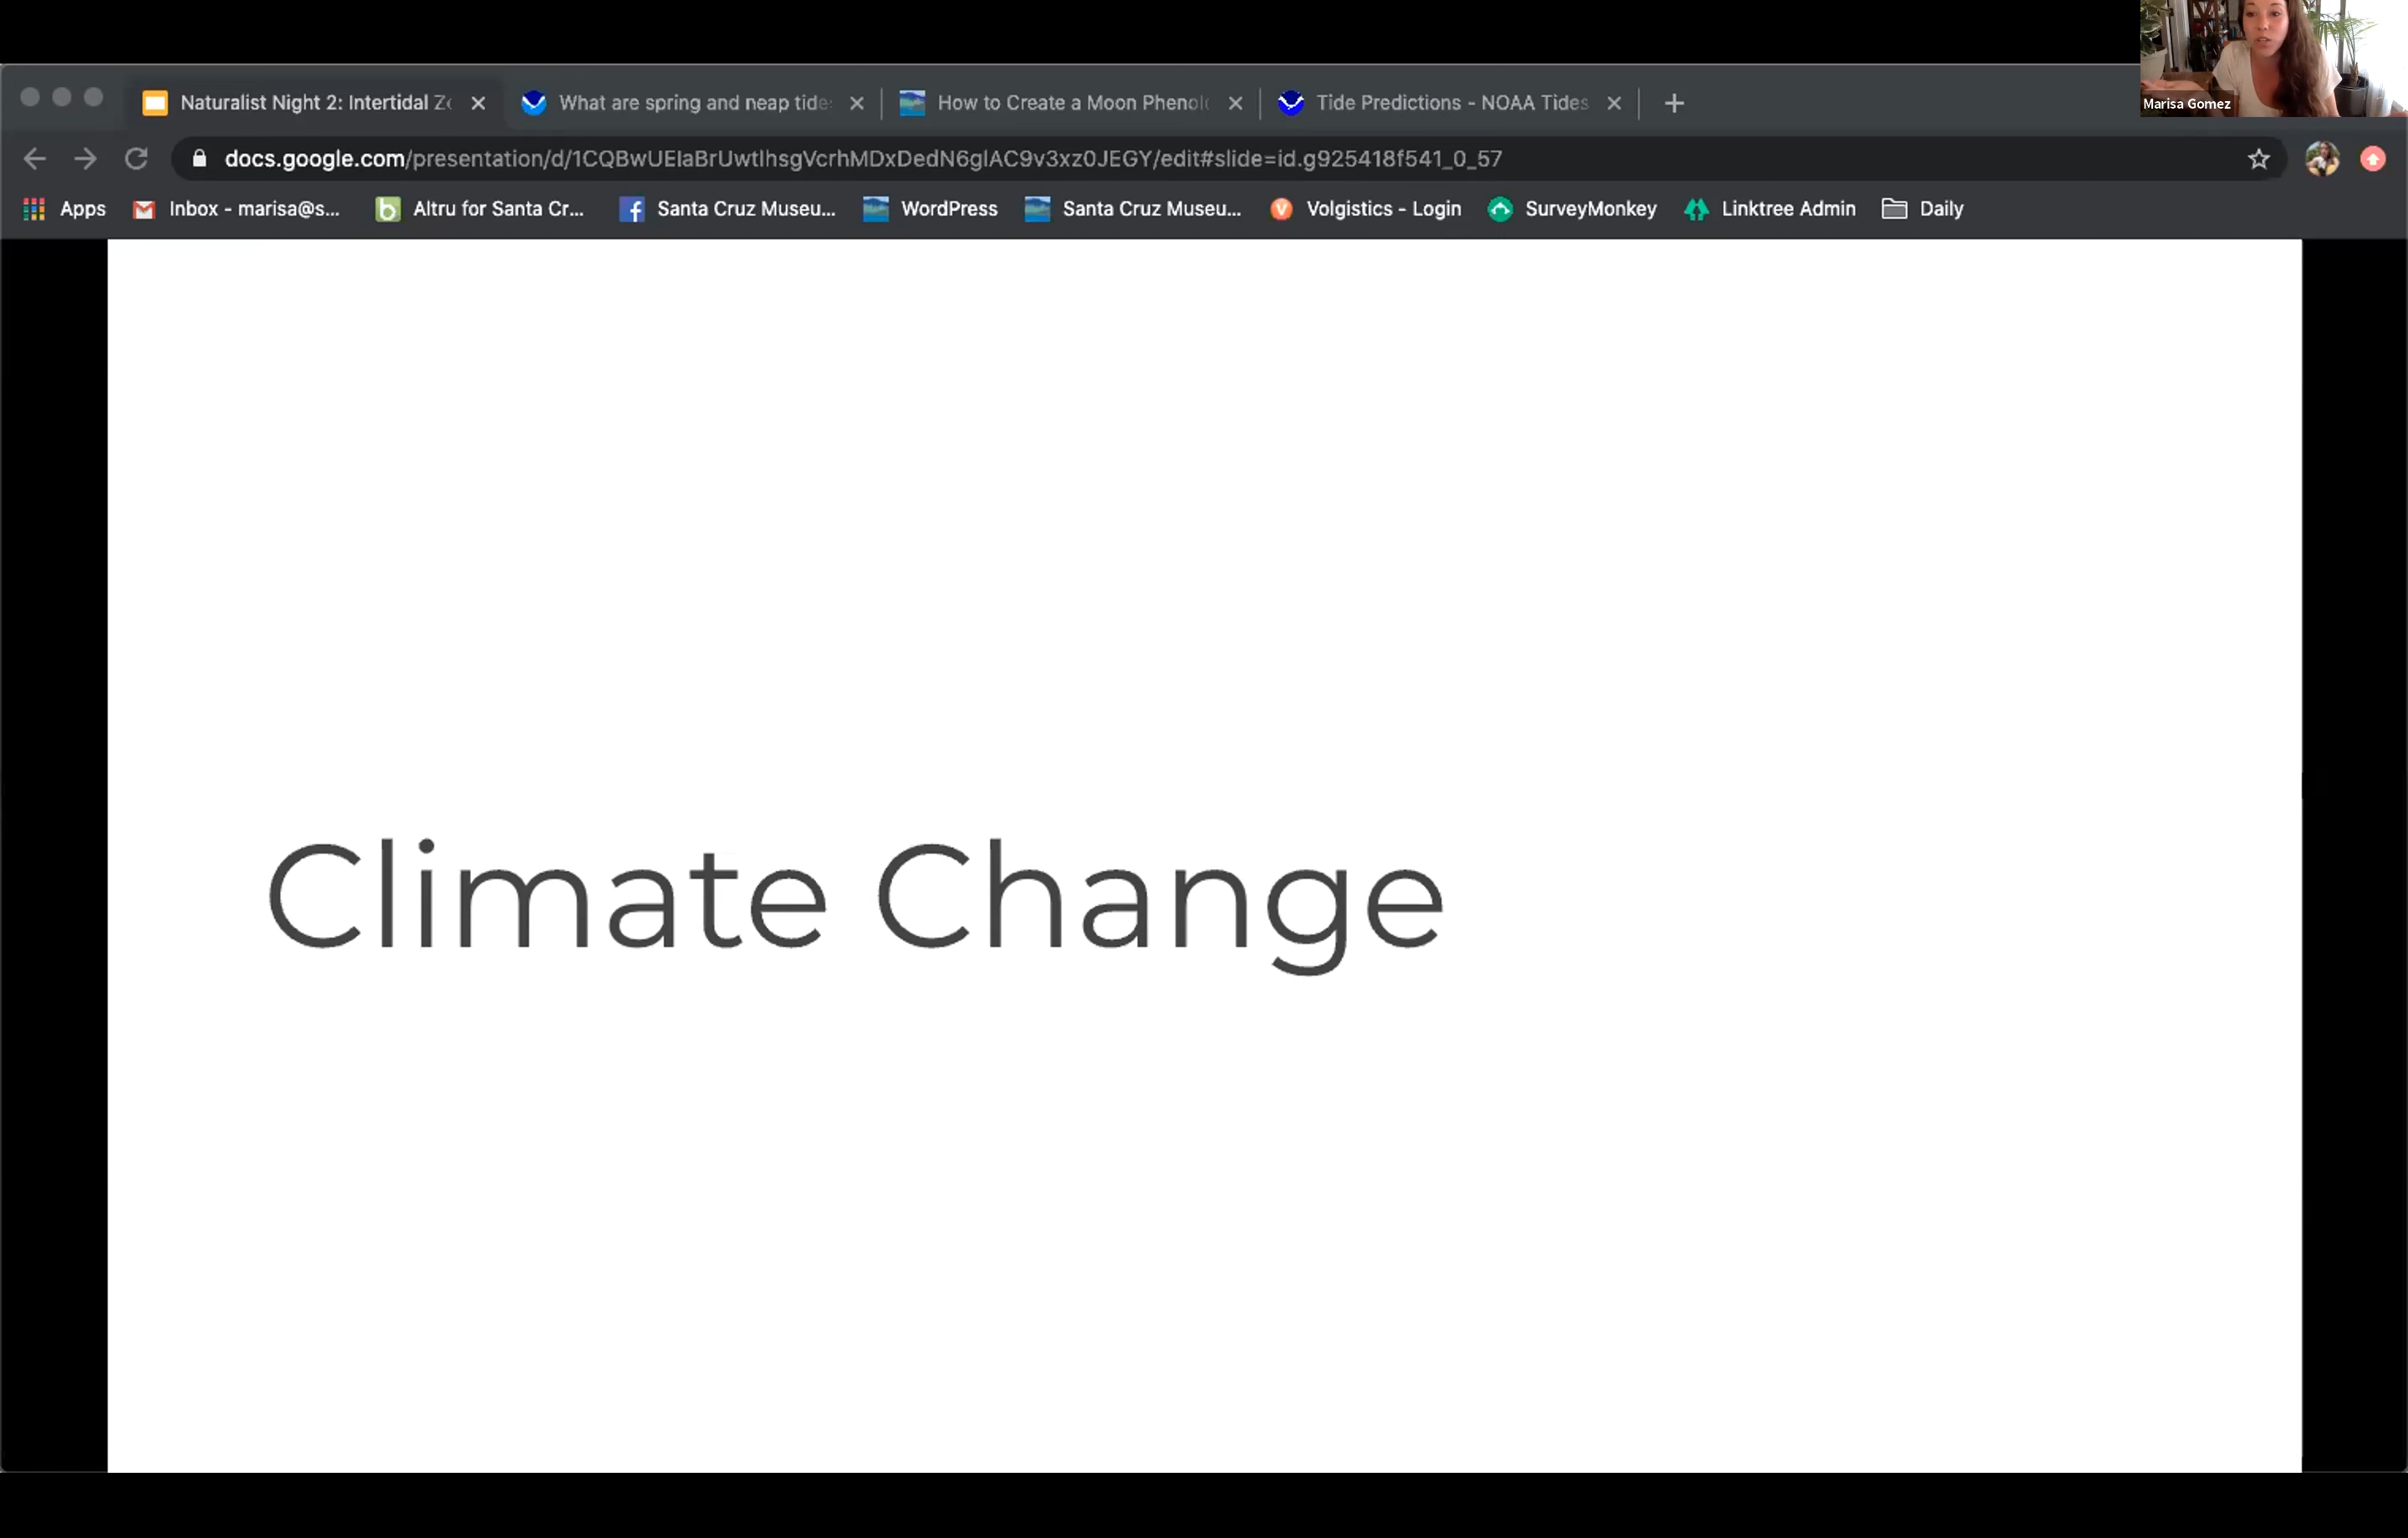 Marisa Gomez
Naturalist Night 2: Intertidal
What are spring and neap tide
How to Create a Moon
Tide Predictions - NOAA Tides
docs.google.com/presentation/d/
/edit#slide=id.g925418f541_0_57
Apps
Inbox - marisa@s...
Altru for Santa Cr...
Santa Cruz Museu...
WordPress
Santa Cruz Museu...
Volgistics - Login
SurveyMonkey
Linktree Admin
Daily
Climate Change